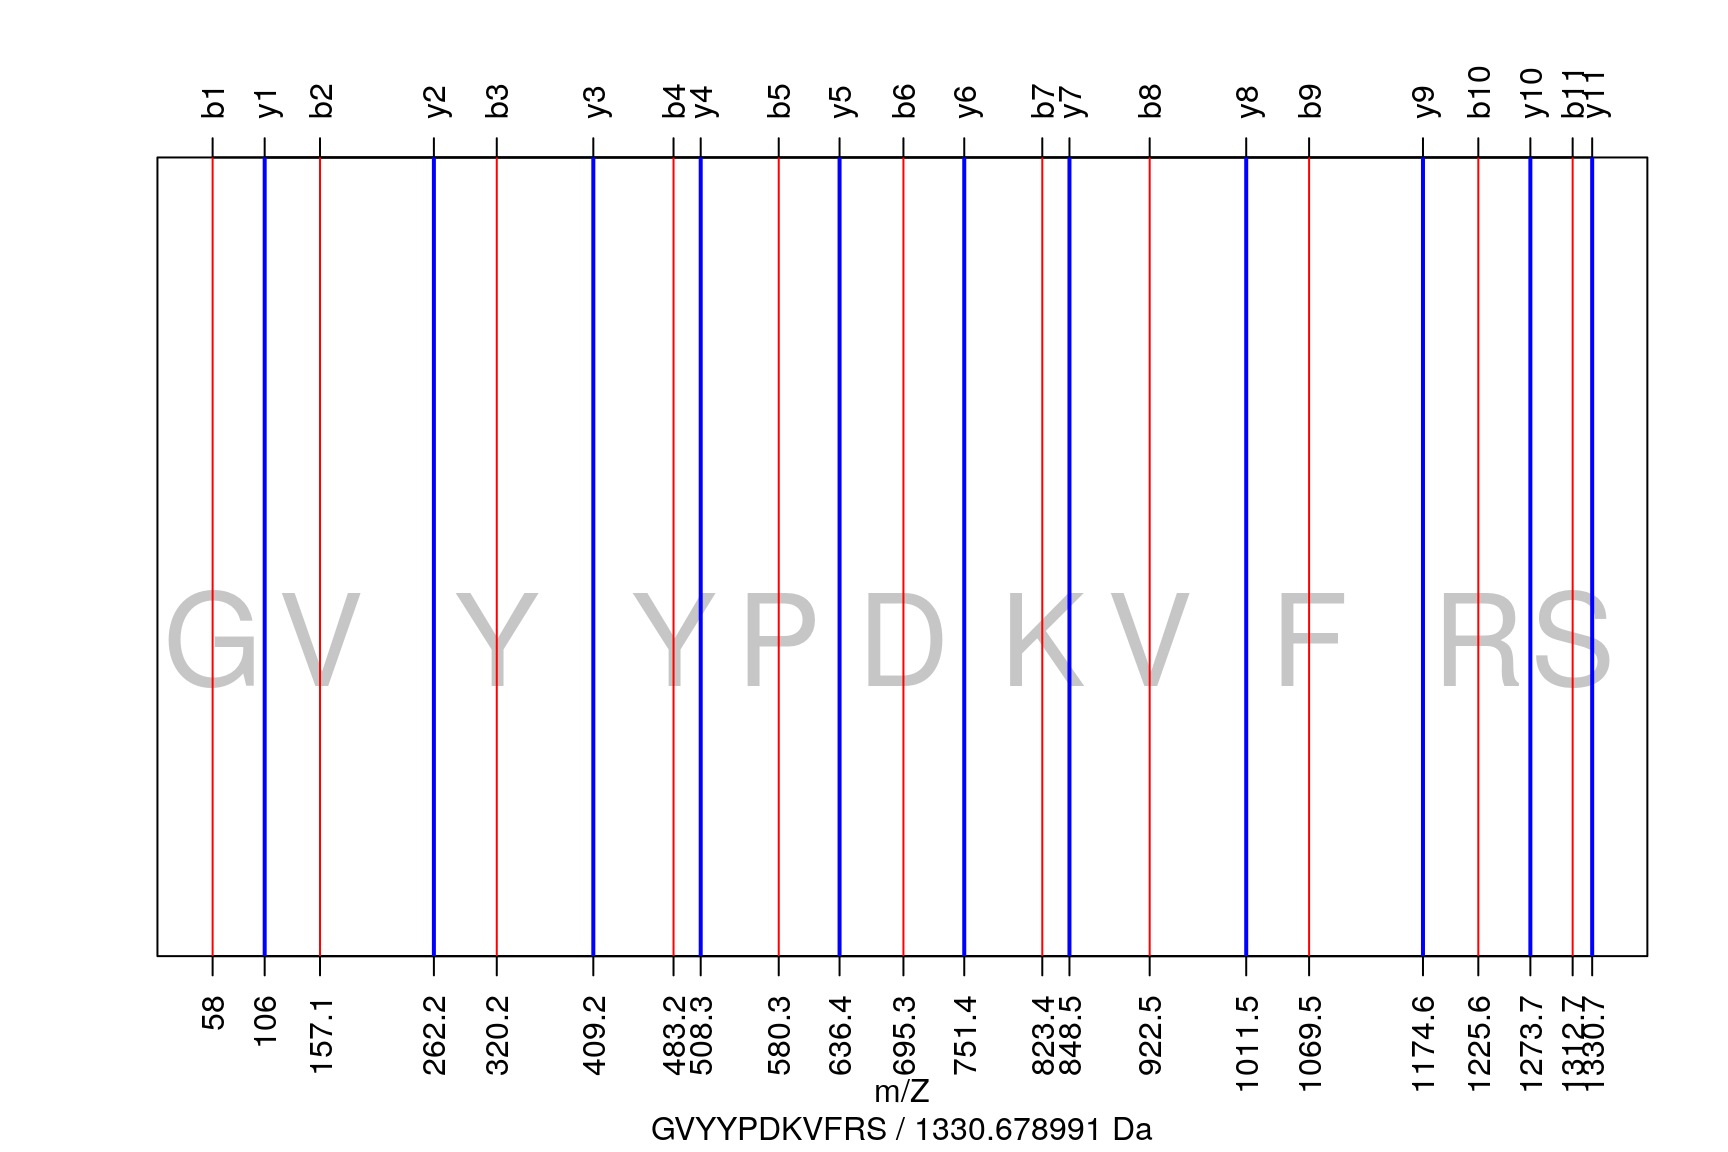 b1 y1 b2 y2 b3 y3 b4 y4 b5 y5 b6 y6 b7 y7 b8 y8 b9 y9 b10 y10 b11 y11
G V Y Y P D K V F R S
58 106 157.1 262.2 320.2 409.2 483.2 508.3 580.3 636.4 695.3 751.4 823.4 848.5 922.5 1011.5 1069.5 1174.6 1225.6 1273.7 1312.7 1330.7
m/Z
GVYYPDKVFRS / 1330.678991 Da